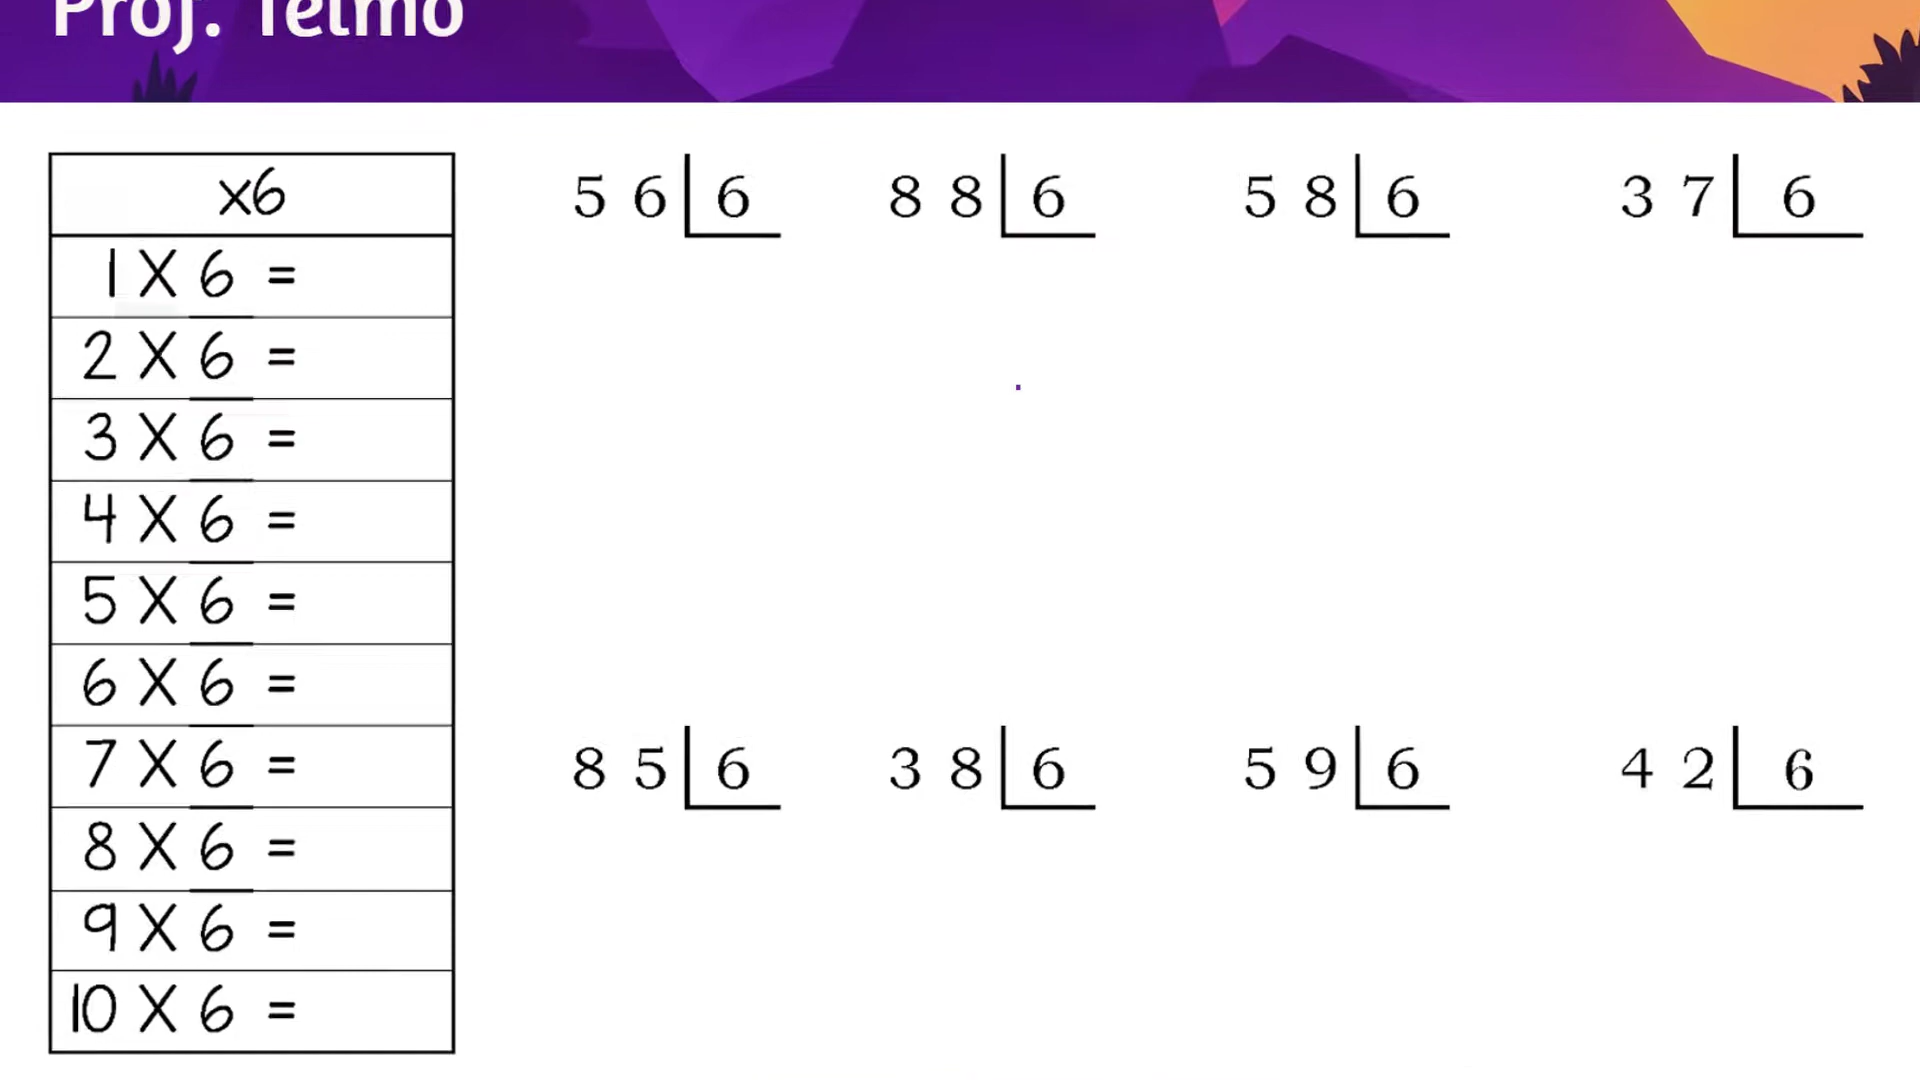 Prof. Telmo
x6
1 X 6 =
2 X 6 =
3 X 6 =
4 X 6 =
5 X 6 =
6 X 6 =
7 X 6 =
8 X 6 =
9 X 6 =
10 X 6 =
5 6 6
8 8 6
5 8 6
3 7 6
8 5 6
3 8 6
5 9 6
4 2 6